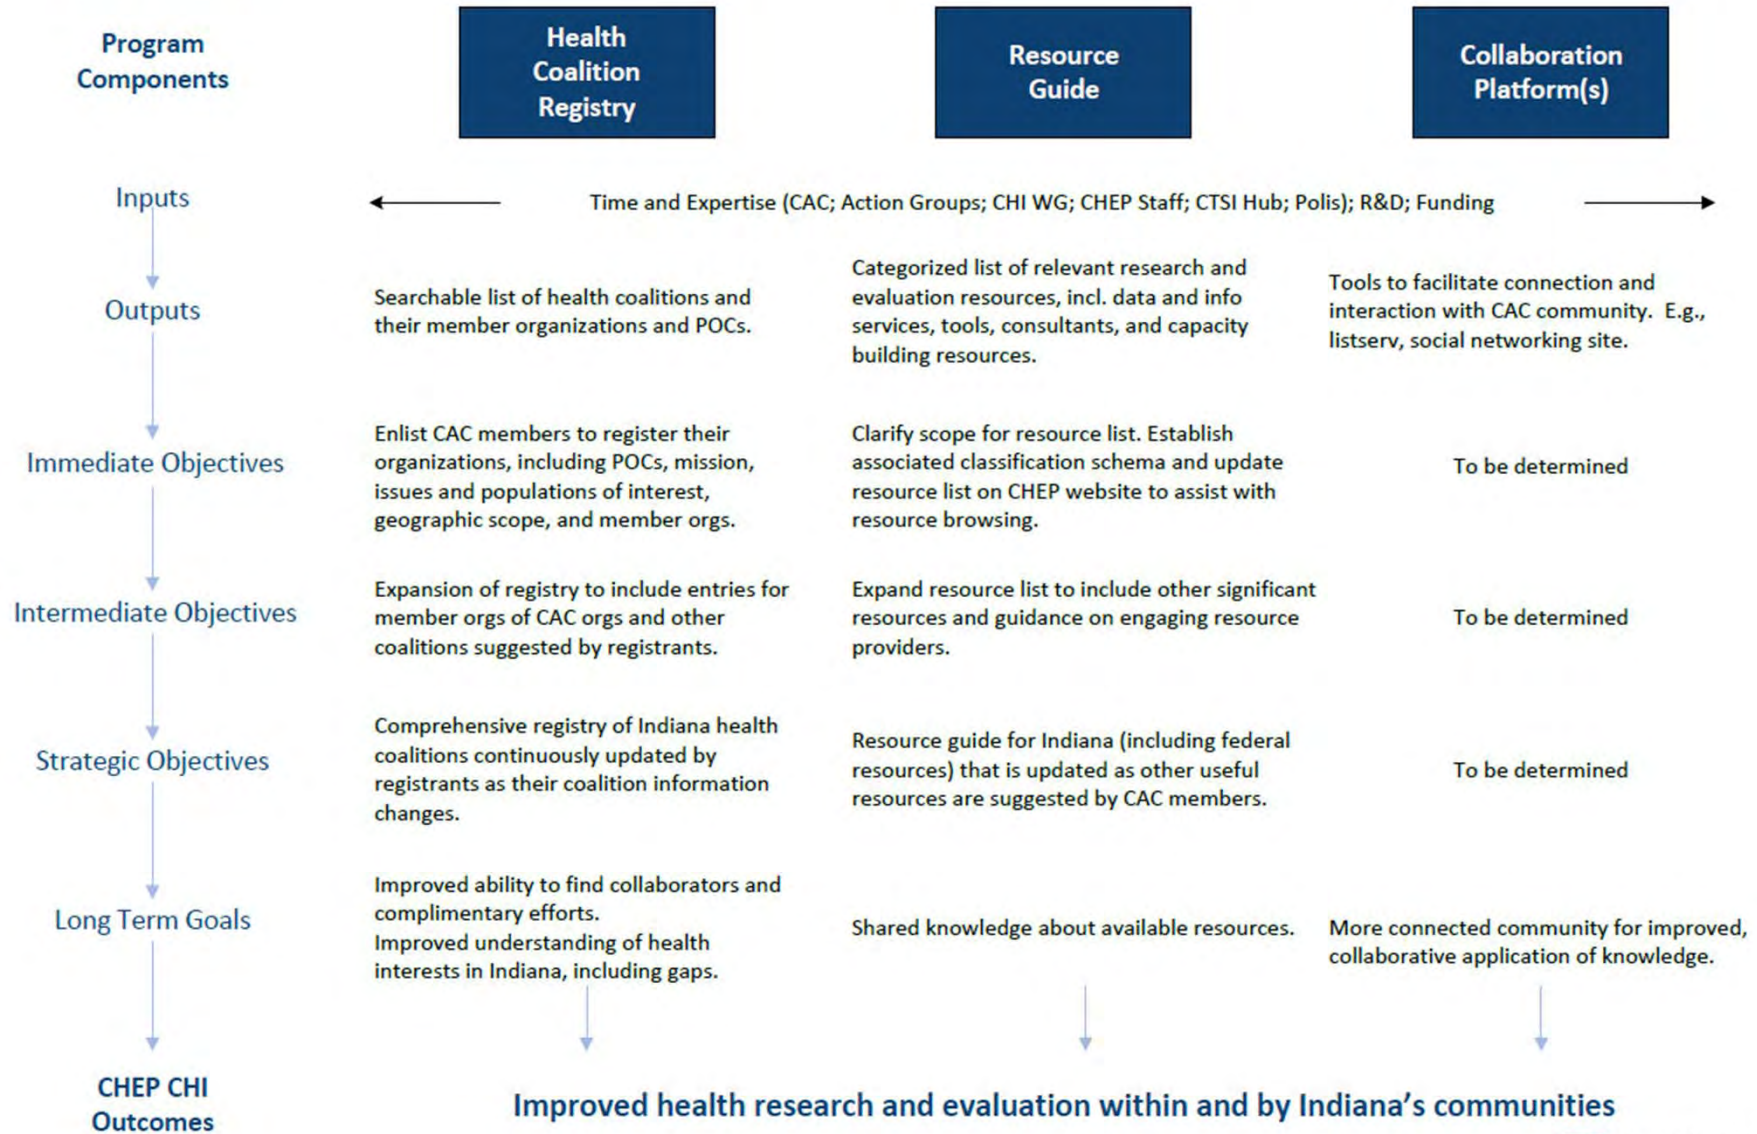 Program
Components
Health
Coalition
Registry
Resource
Guide
Collaboration
Platform(s)
Inputs
Time and Expertise (CAC; Action Groups; CHI WG; CHEP Staff; CTSI Hub; Polis); R&D; Funding
Outputs
Searchable list of health coalitions and
their member organizations and POCs.
Categorized list of relevant research and
evaluation resources, incl. data and info
services, tools, consultants, and capacity
building resources.
Tools to facilitate connection and
interaction with CAC community.  E.g.,
listserv, social networking site.
Immediate Objectives
Enlist CAC members to register their
organizations, including POCs, mission,
issues and populations of interest,
geographic scope, and member orgs.
Clarify scope for resource list. Establish
associated classification schema and update
resource list on CHEP website to assist with
resource browsing.
To be determined
Intermediate Objectives
Expansion of registry to include entries for
member orgs of CAC orgs and other
coalitions suggested by registrants.
Expand resource list to include other significant
resources and guidance on engaging resource
providers.
To be determined
Strategic Objectives
Comprehensive registry of Indiana health
coalitions continuously updated by
registrants as their coalition information
changes.
Resource guide for Indiana (including federal
resources) that is updated as other useful
resources are suggested by CAC members.
To be determined
Long Term Goals
Improved ability to find collaborators and
complimentary efforts.
Improved understanding of health
interests in Indiana, including gaps.
Shared knowledge about available resources.
More connected community for improved,
collaborative application of knowledge.
CHEP CHI
Outcomes
Improved health research and evaluation within and by Indiana's communities